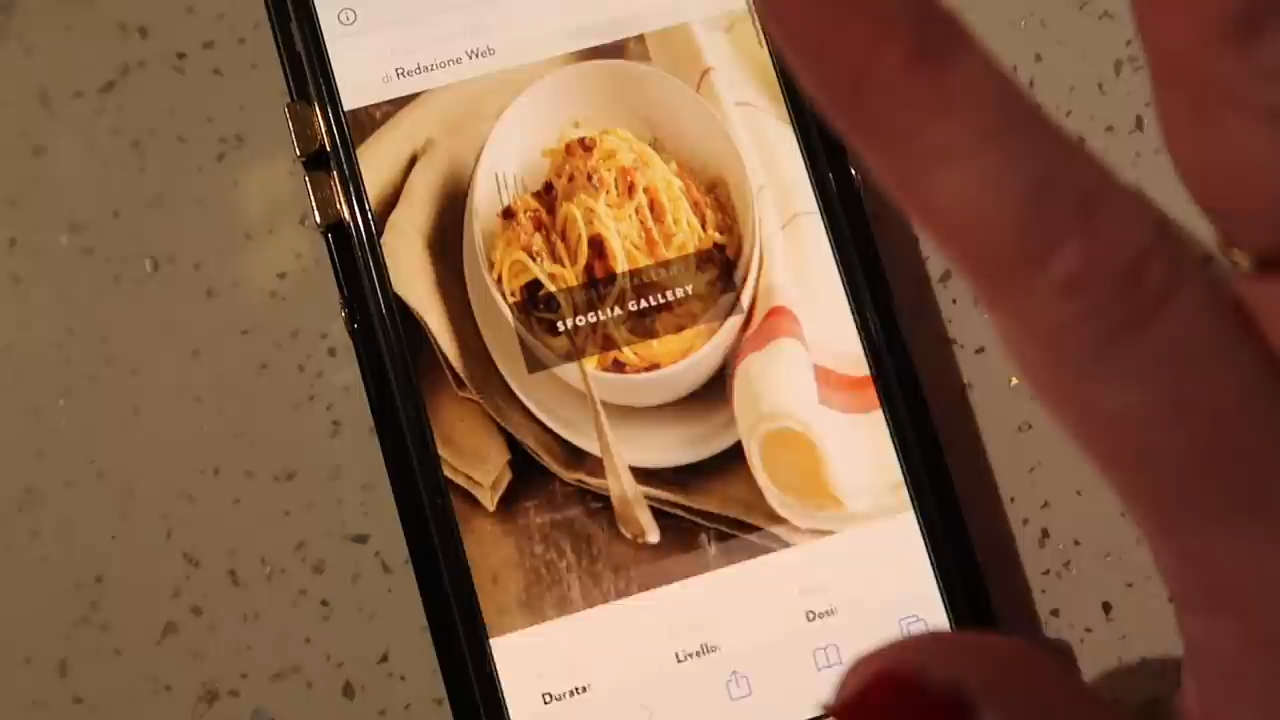 di Redazione Web
SFOGLIA GALLERY
Dosi:
Livello:
Durata: